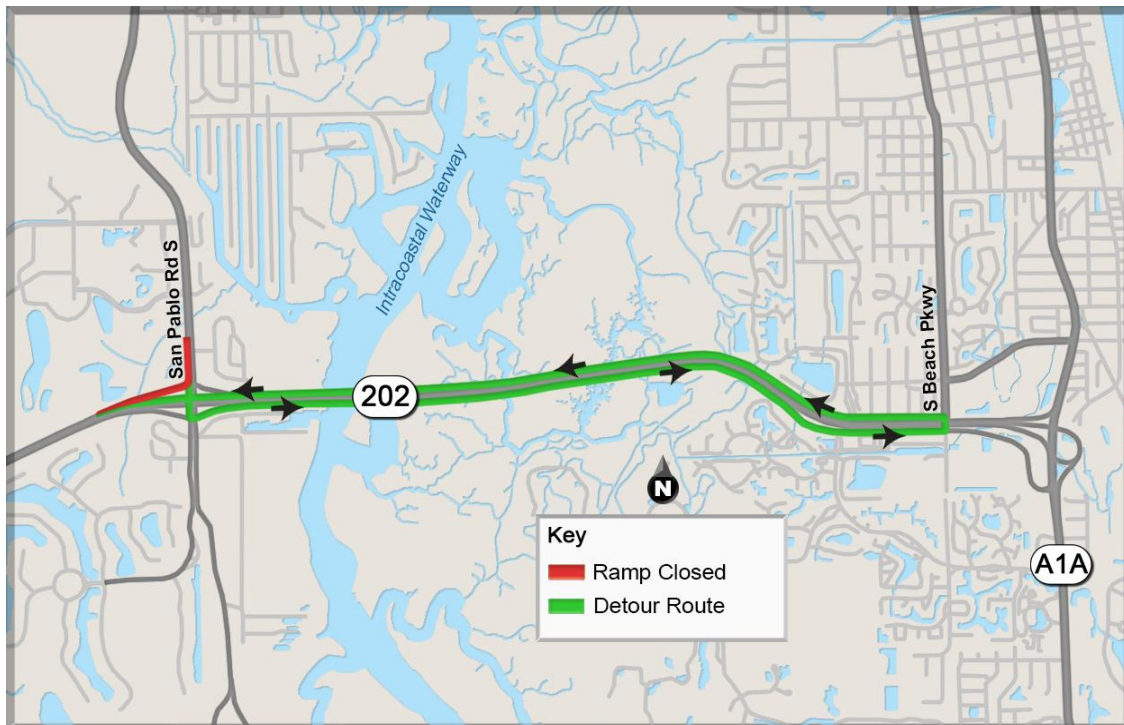 San Pablo Rd S
Intracoastal Waterway
S Beach Pkwy
202
N
Key
Ramp Closed
Detour Route
A1A